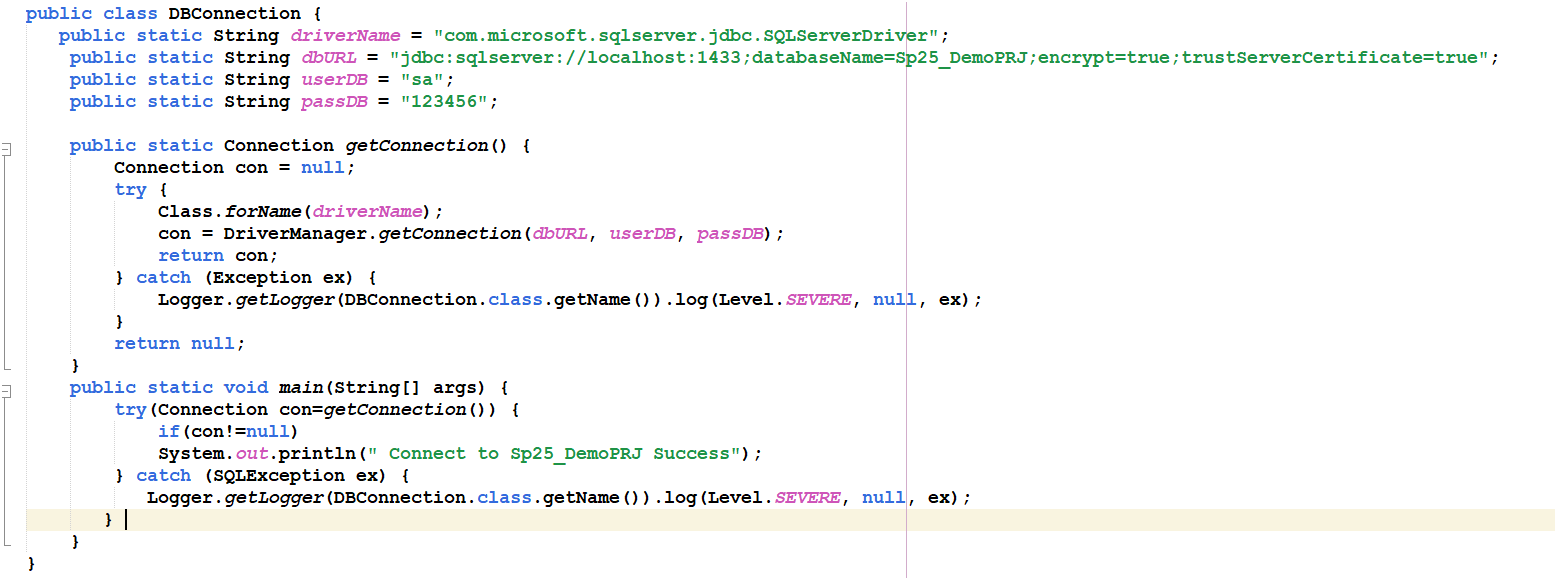 public class DBConnection {
public static String driverName = "com.microsoft.sqlserver.jdbc.SQLServerDriver";
public static String dbURL = "jdbc:sqlserver://localhost:1433;databaseName=Sp25_DemoPRJ;encrypt=true;trustServerCertificate=true";
public static String userDB = "sa";
public static String passDB = "123456";
public static Connection getConnection() {
Connection con = null;
try {
Class.forName(driverName);
con = DriverManager.getConnection(dbURL, userDB, passDB);
return con;
} catch (Exception ex) {
Logger.getLogger(DBConnection.class.getName()).log(Level.SEVERE, null, ex);
}
return null;
}
public static void main(String[] args) {
try(Connection con=getConnection()) {
if(con!=null)
System.out.println(" Connect to Sp25_DemoPRJ Success");
} catch (SQLException ex) {
Logger.getLogger(DBConnection.class.getName()).log(Level.SEVERE, null, ex);
}
}
}